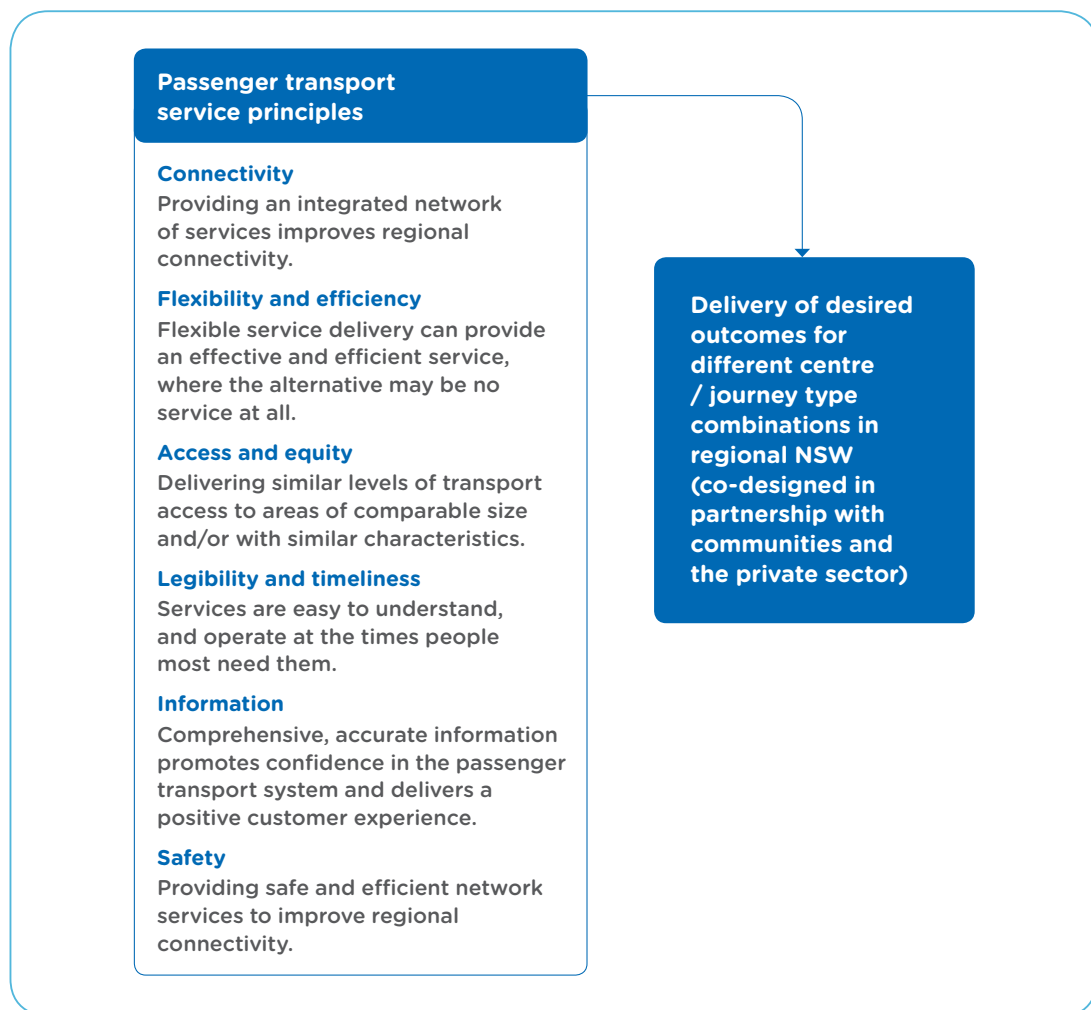 Passenger transport
service principles
Connectivity
Providing an integrated network
of services improves regional
connectivity.
Flexibility and efficiency
Flexible service delivery can provide
an effective and efficient service,
where the alternative may be no
service at all.
Access and equity
Delivering similar levels of transport
access to areas of comparable size
and/or with similar characteristics.
Legibility and timeliness
Services are easy to understand,
and operate at the times people
most need them.
Information
Comprehensive, accurate information
promotes confidence in the passenger
transport system and delivers a
positive customer experience.
Safety
Providing safe and efficient network
services to improve regional
connectivity.
Delivery of desired
outcomes for
different centre
/ journey type
combinations in
regional NSW
(co-designed in
partnership with
communities and
the private sector)